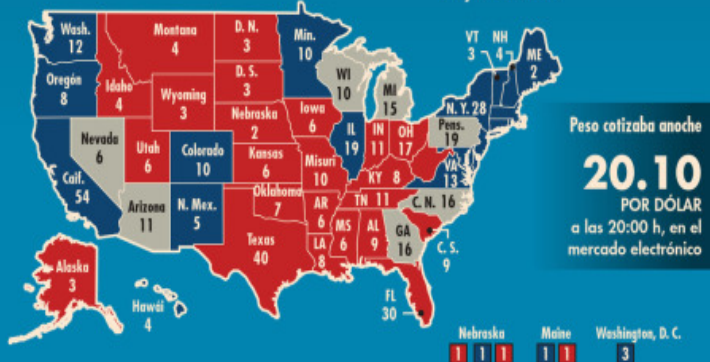 Wash.
12
Montana
4
D. N.
3
Min.
10
VT
3
NH
4
ME
2
Oregón
8
Idaho
4
Wyoming
3
D. S.
3
WI
10
MI
15
N. Y. 28
Nevada
6
Utah
6
Colorado
10
Nebraska
2
Iowa
6
IL
19
IN
11
OH
17
Pens.
19
Caif.
54
Kansas
6
Misuri
10
KY 8
VA
13
Arizona
11
N. Mex.
5
Oklahoma
7
AR
6
TN 11
C. N. 16
Texas
40
LA
8
MS
6
AL
9
GA
16
C. S.
9
Alaska
3
Hawái
4
FL
30
Peso cotizaba anoche
20.10
POR DÓLAR
a las 20:00 h, en el
mercado electrónico
Nebraska
1 1 1
Maine
1 1
Washington, D. C.
3